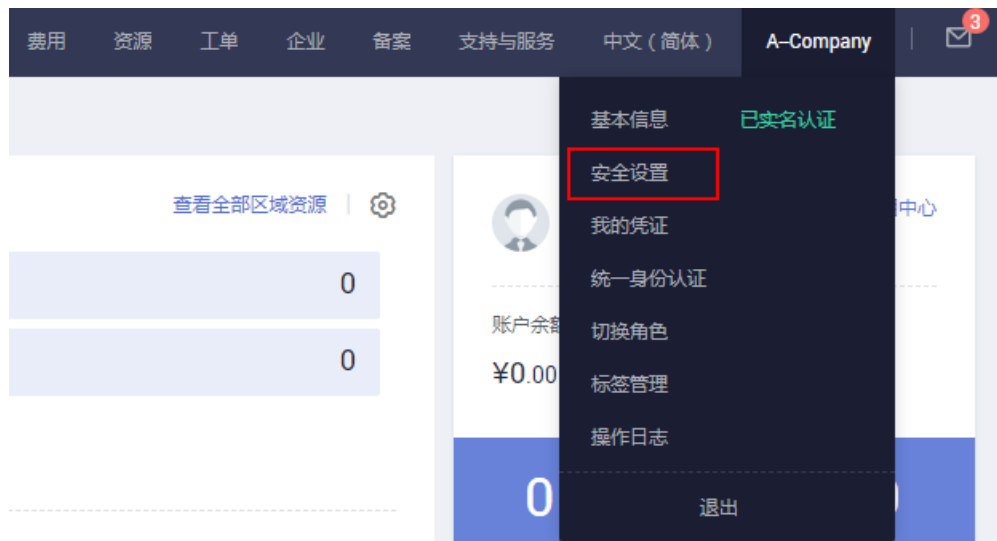 费用 资源 工单 企业 备案 支持与服务 中文（简体） A-Company 3
基本信息 已实名认证
安全设置
查看全部区域资源
中心
我的凭证
统一身份认证
0
切换角色
账户余
0
¥0.00
标签管理
操作日志
0
退出